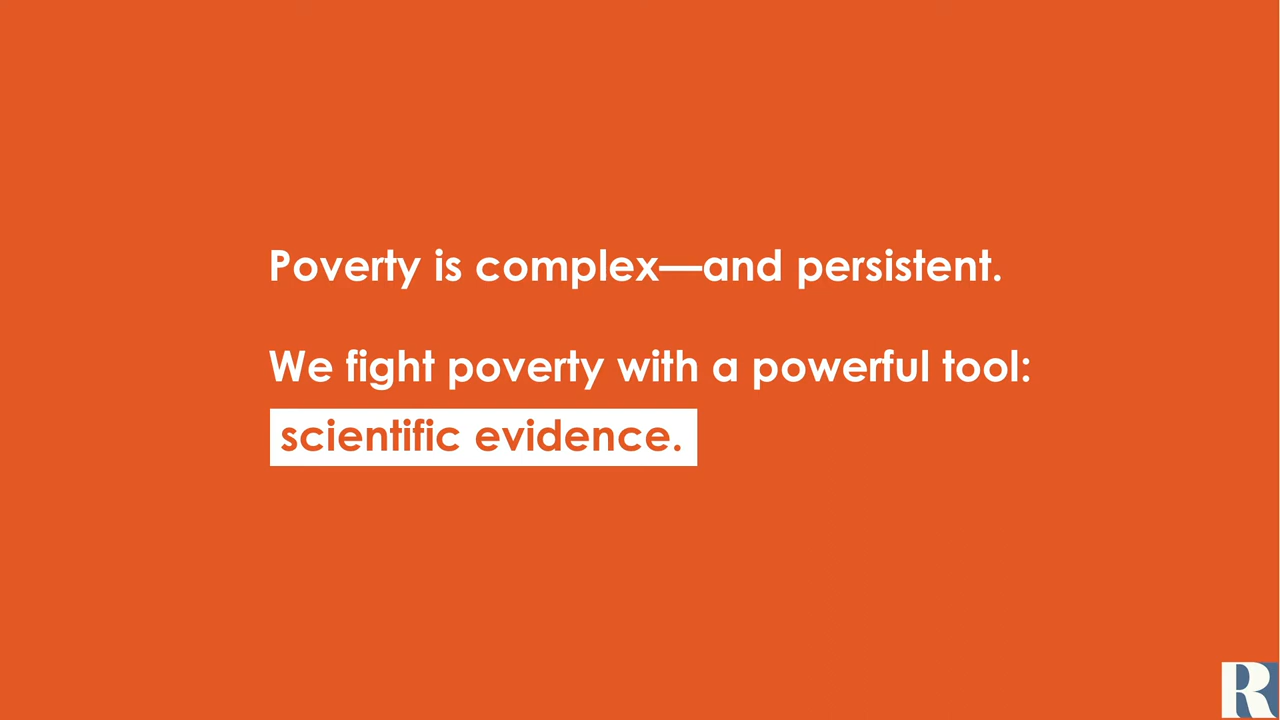 Poverty is complex—and persistent.
We fight poverty with a powerful tool:
scientific evidence.
R